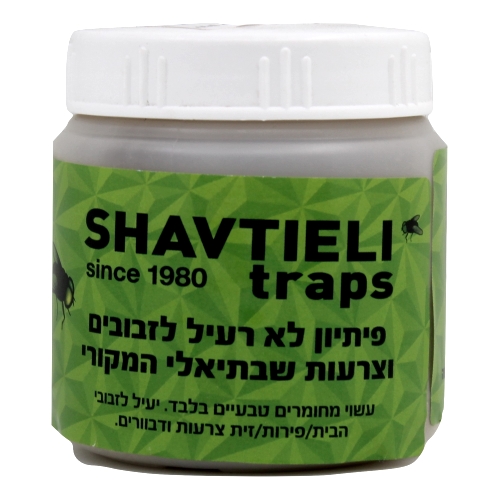 SHAVTIELI
since 1980 traps
פיתיון לא רעיל לזבובים
וצרעות שבתיאלי המקורי
עשוי מחומרים טבעיים בלבד. יעיל לזבובי
הבית/פירות/זית צרעות ודבוורים.